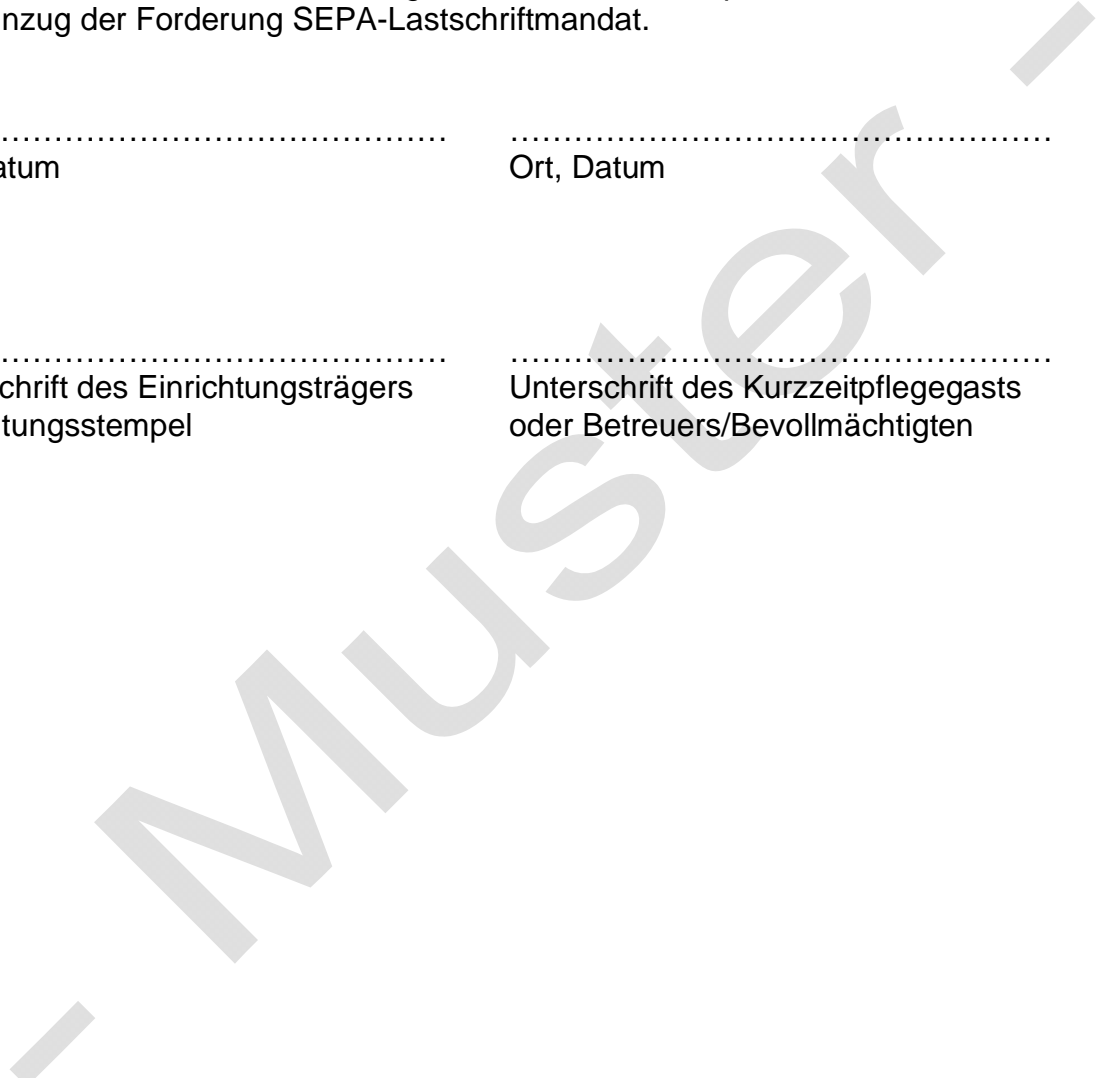 nzug der Forderung SEPA-Lastschriftmandat.
…………………………………… ……………………………………………
atum Ort, Datum
…………………………………… ……………………………………………
chrift des Einrichtungsträgers Unterschrift des Kurzzeitpflegegasts
tungsstempel oder Betreuers/Bevollmächtigten
- Muster -